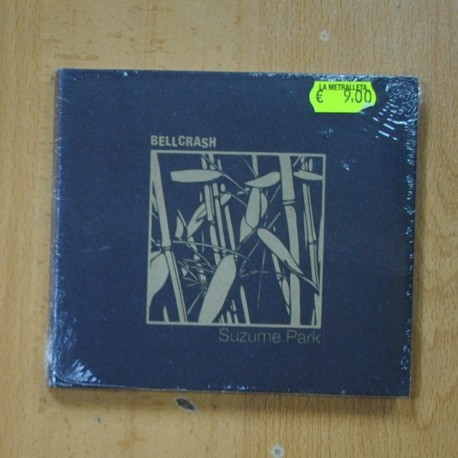 LA METRALLETA
€ 9,00
BELLCRASH
Suzume Park